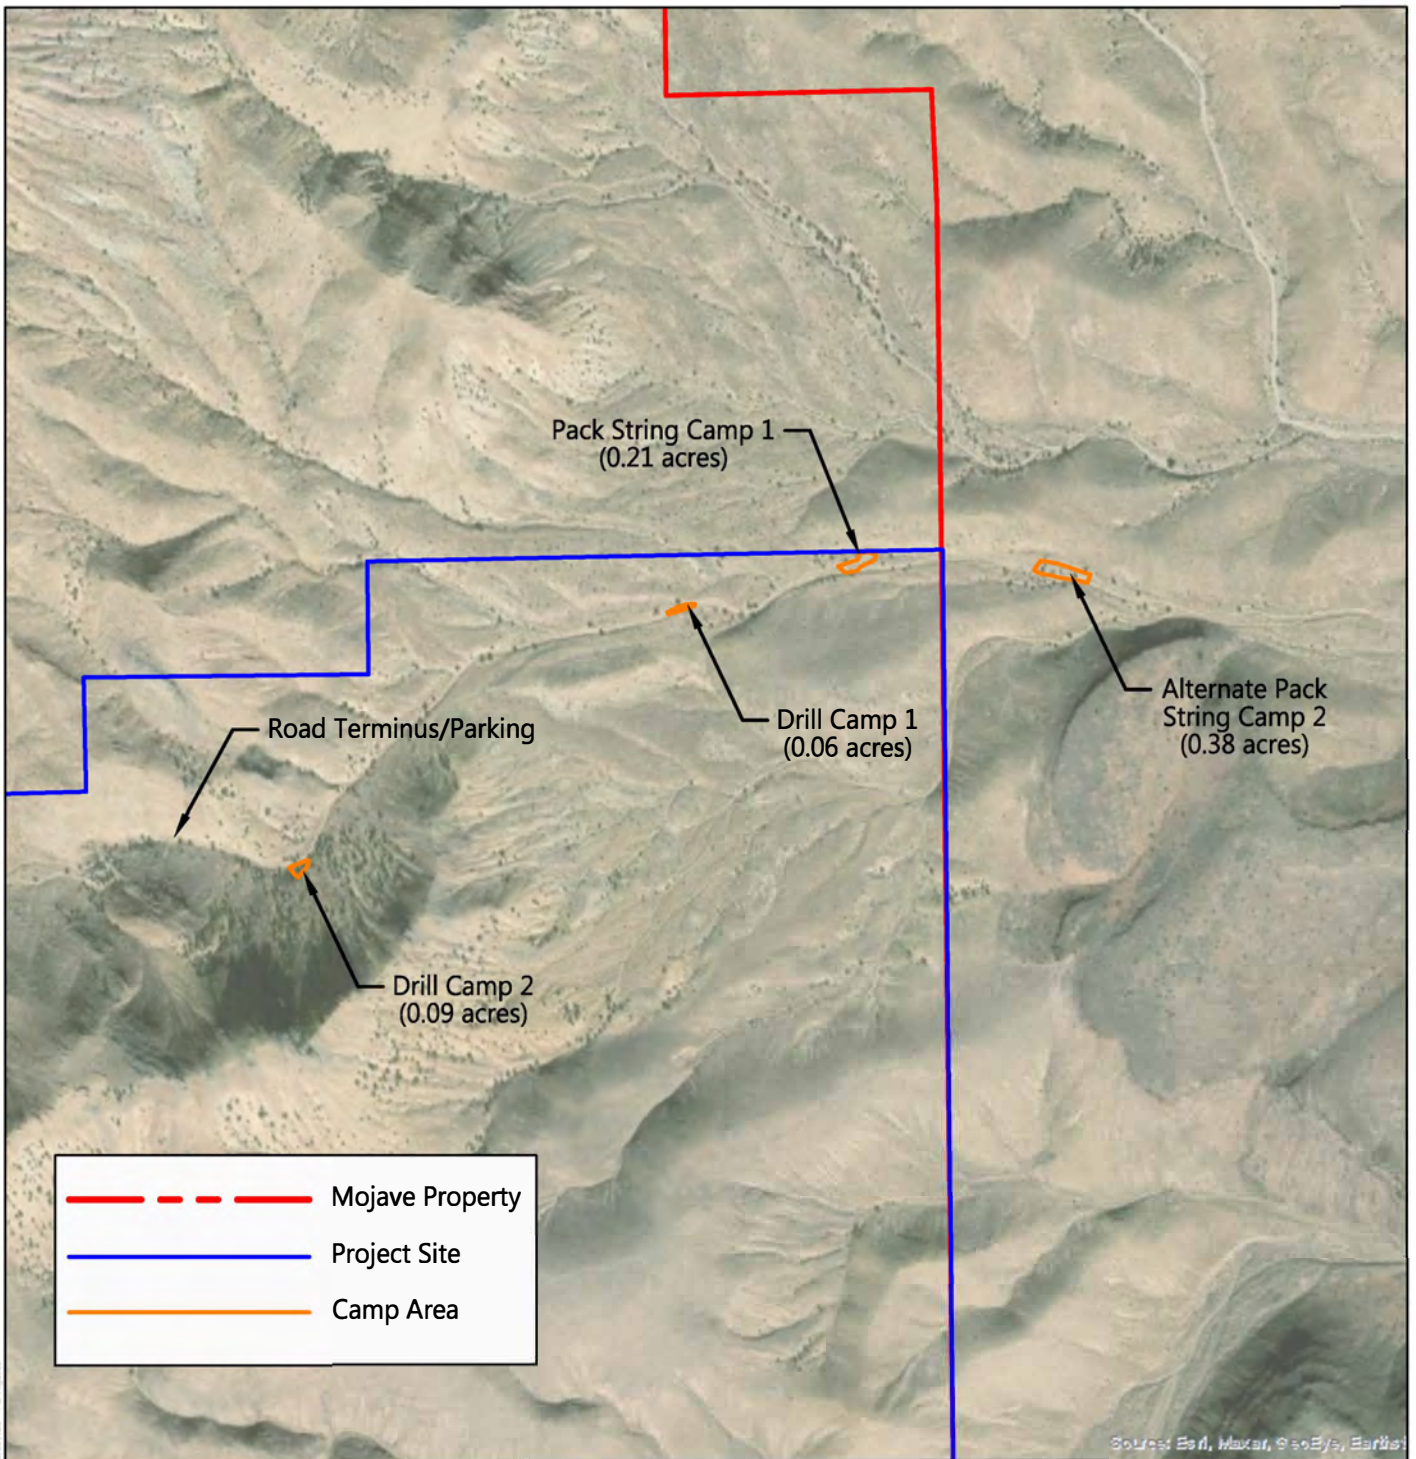 Pack String Camp 1
(0.21 acres)
Alternate Pack
String Camp 2
(0.38 acres)
Drill Camp 1
(0.06 acres)
Road Terminus/Parking
Drill Camp 2
(0.09 acres)
Mojave Property
Project Site
Camp Area
Source: Esri, Maxar, GeoEye,